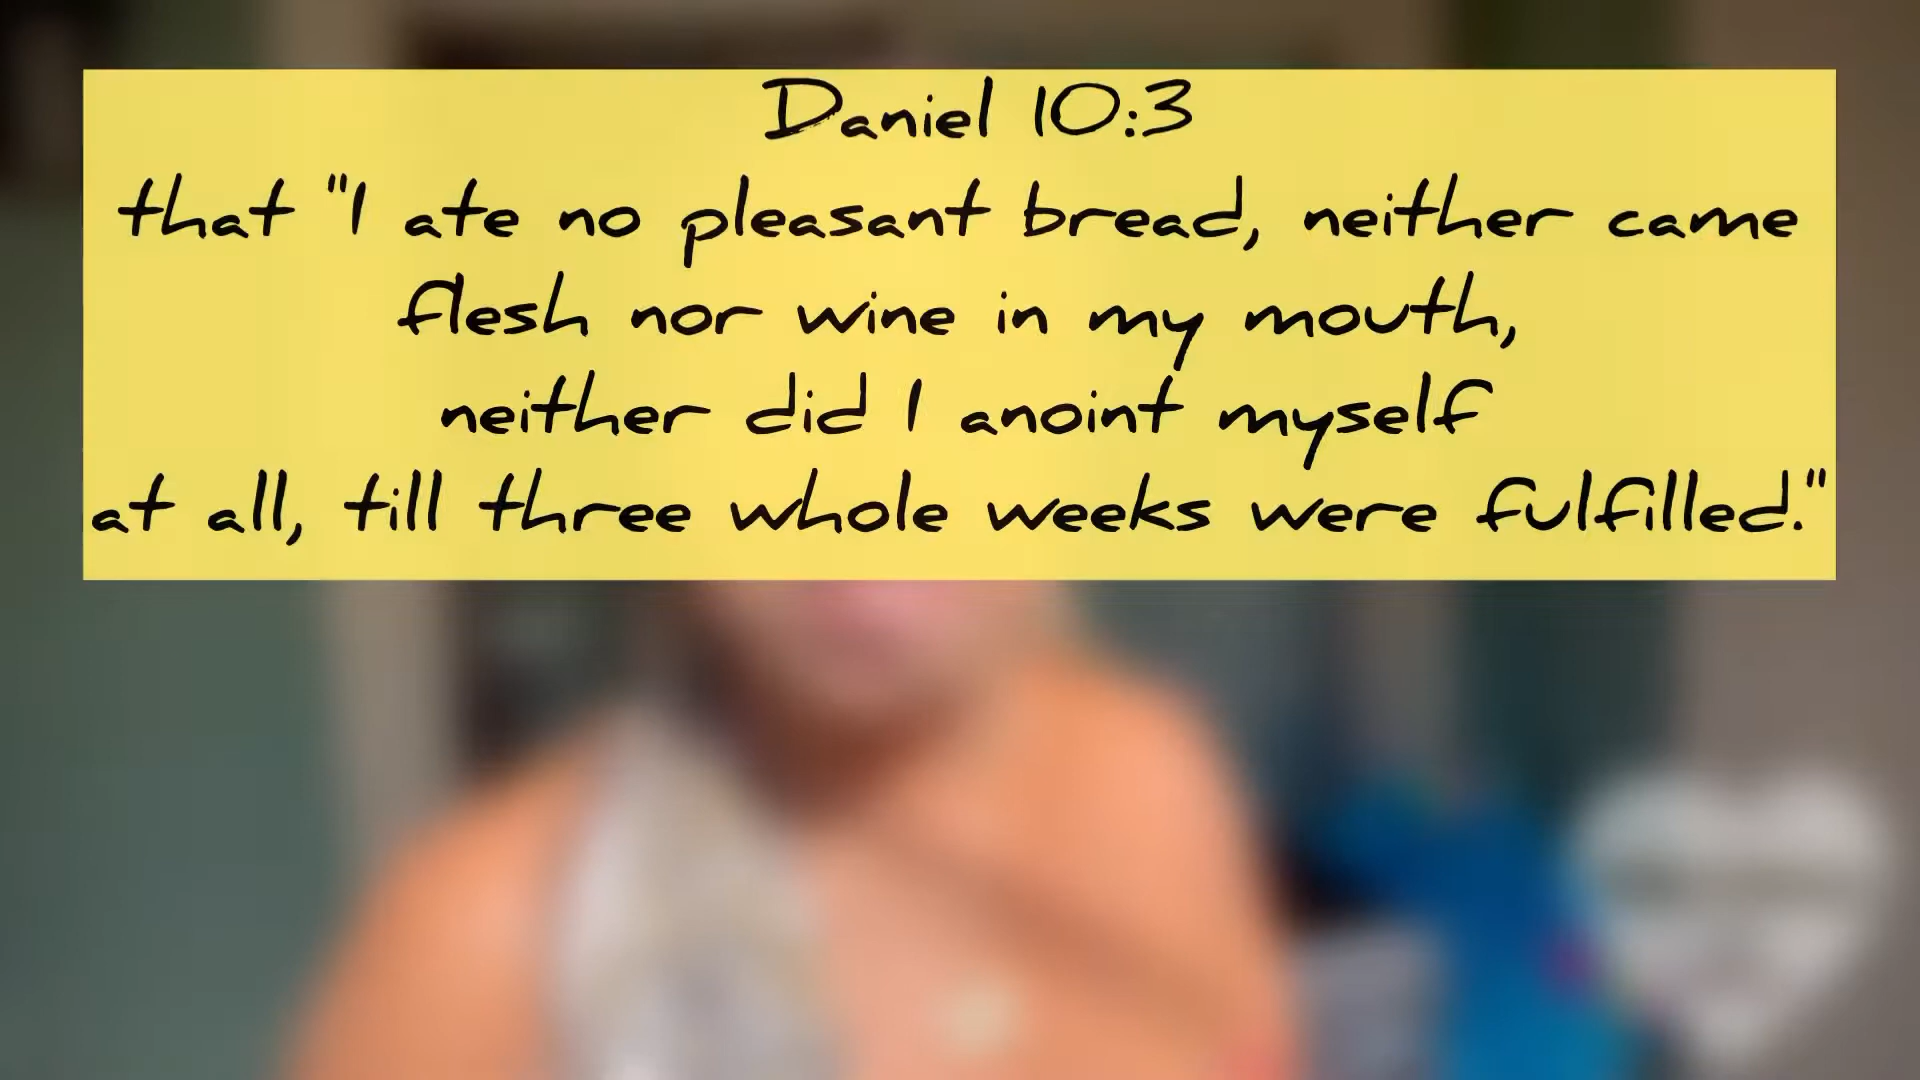 Daniel 10:3
that "I ate no pleasant bread, neither came
flesh nor wine in my mouth,
neither did I anoint myself
at all, till three whole weeks were fulfilled."